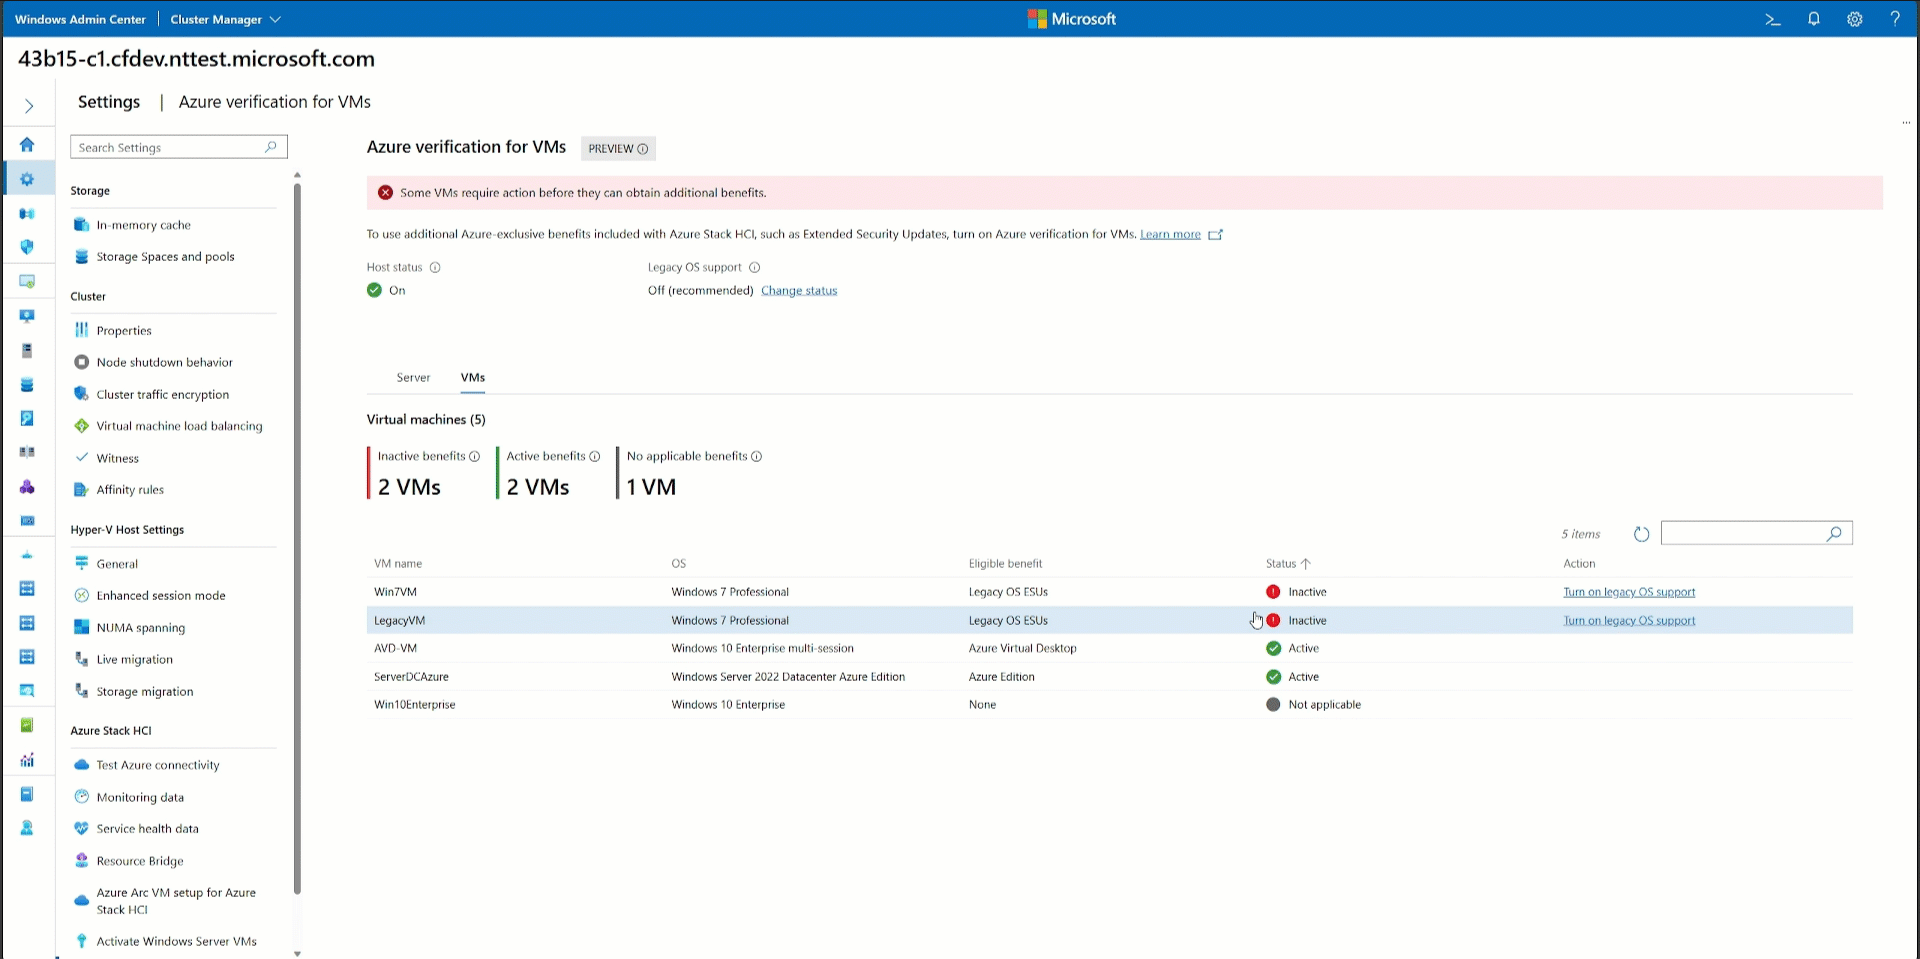 Windows Admin Center | Cluster Manager
Microsoft
43b15-c1.cfdev.nttest.microsoft.com
Settings | Azure verification for VMs
Search Settings
Storage
In-memory cache
Storage Spaces and pools
Cluster
Properties
Node shutdown behavior
Cluster traffic encryption
Virtual machine load balancing
Witness
Affinity rules
Hyper-V Host Settings
General
Enhanced session mode
NUMA spanning
Live migration
Storage migration
Azure Stack HCI
Test Azure connectivity
Monitoring data
Service health data
Resource Bridge
Azure Arc VM setup for Azure
Stack HCI
Activate Windows Server VMs
Azure verification for VMs PREVIEW
Some VMs require action before they can obtain additional benefits.
To use additional Azure-exclusive benefits included with Azure Stack HCI, such as Extended Security Updates, turn on Azure verification for VMs. Learn more
Host status Legacy OS support
On Off (recommended) Change status
Server VMs
Virtual machines (5)
Inactive benefits Active benefits No applicable benefits
2 VMs 2 VMs 1 VM
5 items
VM name OS Eligible benefit Status Action
Win7VM Windows 7 Professional Legacy OS ESUs Inactive Turn on legacy OS support
LegacyVM Windows 7 Professional Legacy OS ESUs Inactive Turn on legacy OS support
AVD-VM Windows 10 Enterprise multi-session Azure Virtual Desktop Active
ServerDCAzure Windows Server 2022 Datacenter Azure Edition Azure Edition Active
Win10Enterprise Windows 10 Enterprise None Not applicable